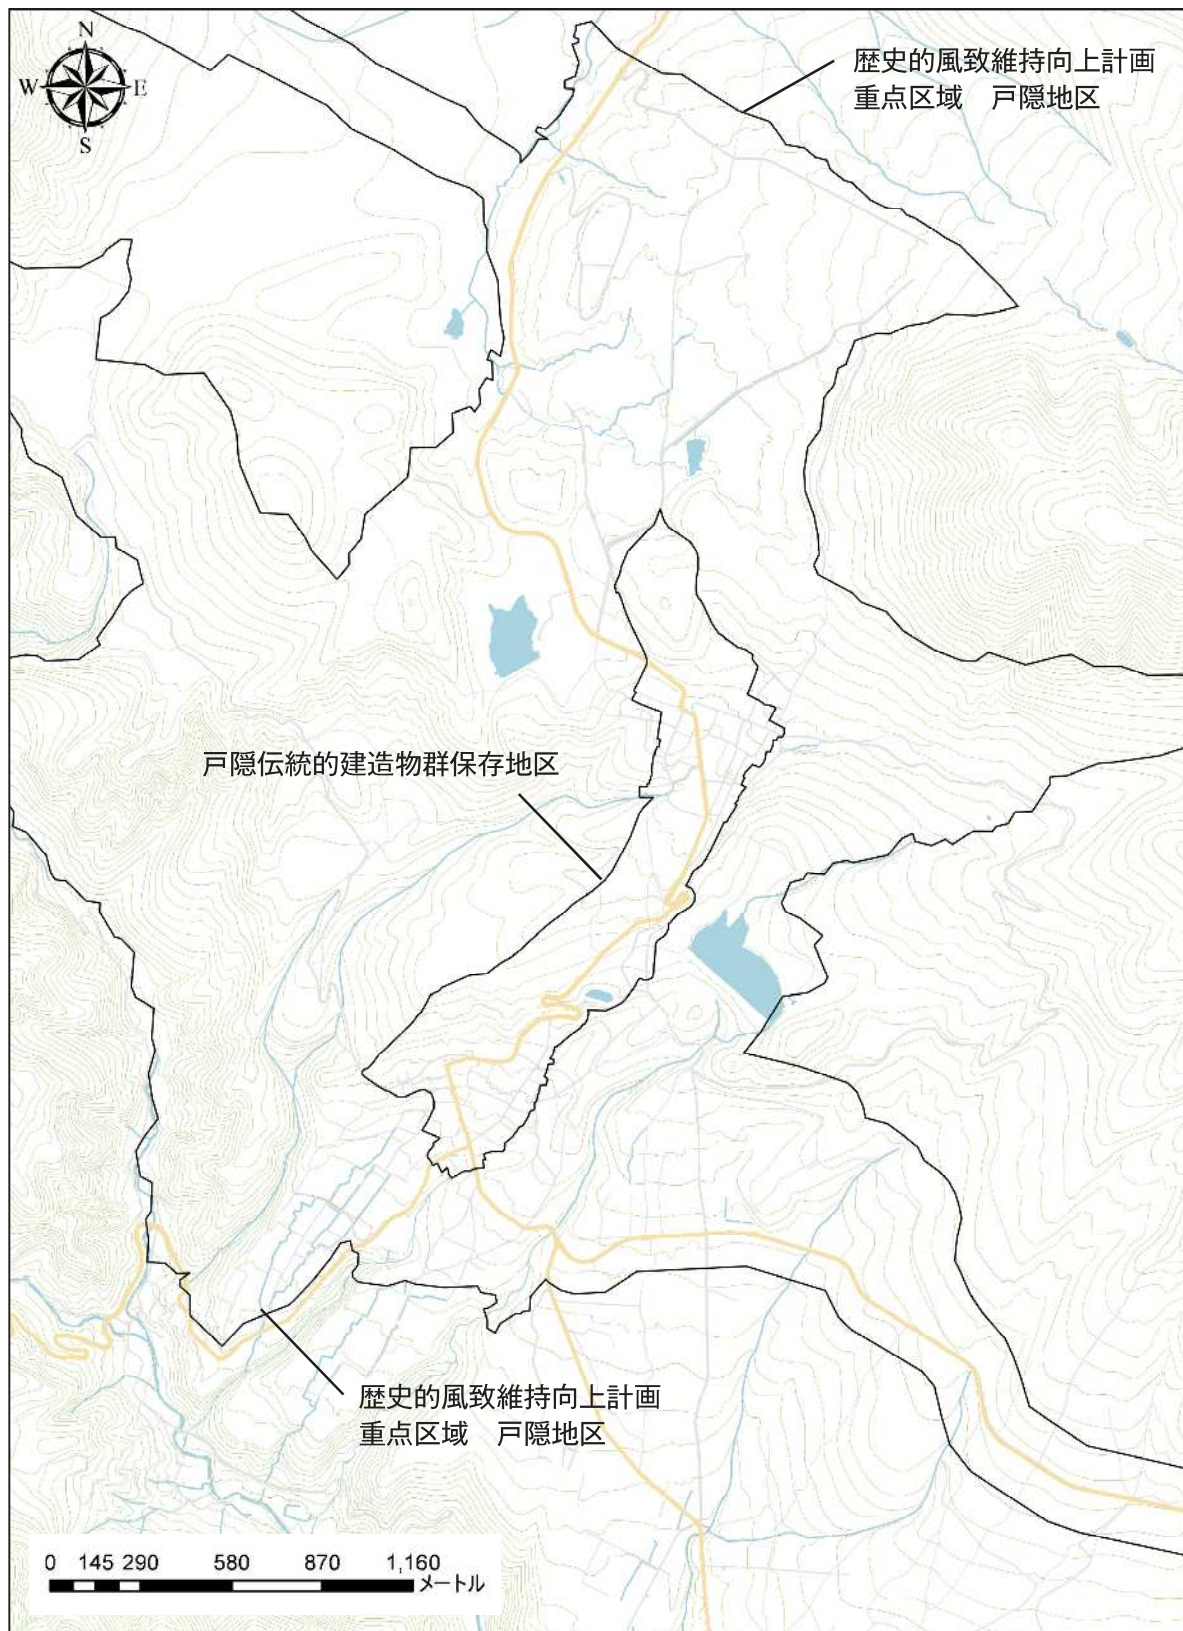 N
W E
S
歴史的風致維持向上計画
重点区域　戸隠地区
戸隠伝統的建造物群保存地区
歴史的風致維持向上計画
重点区域　戸隠地区
0 145 290 580 870 1,160
メートル